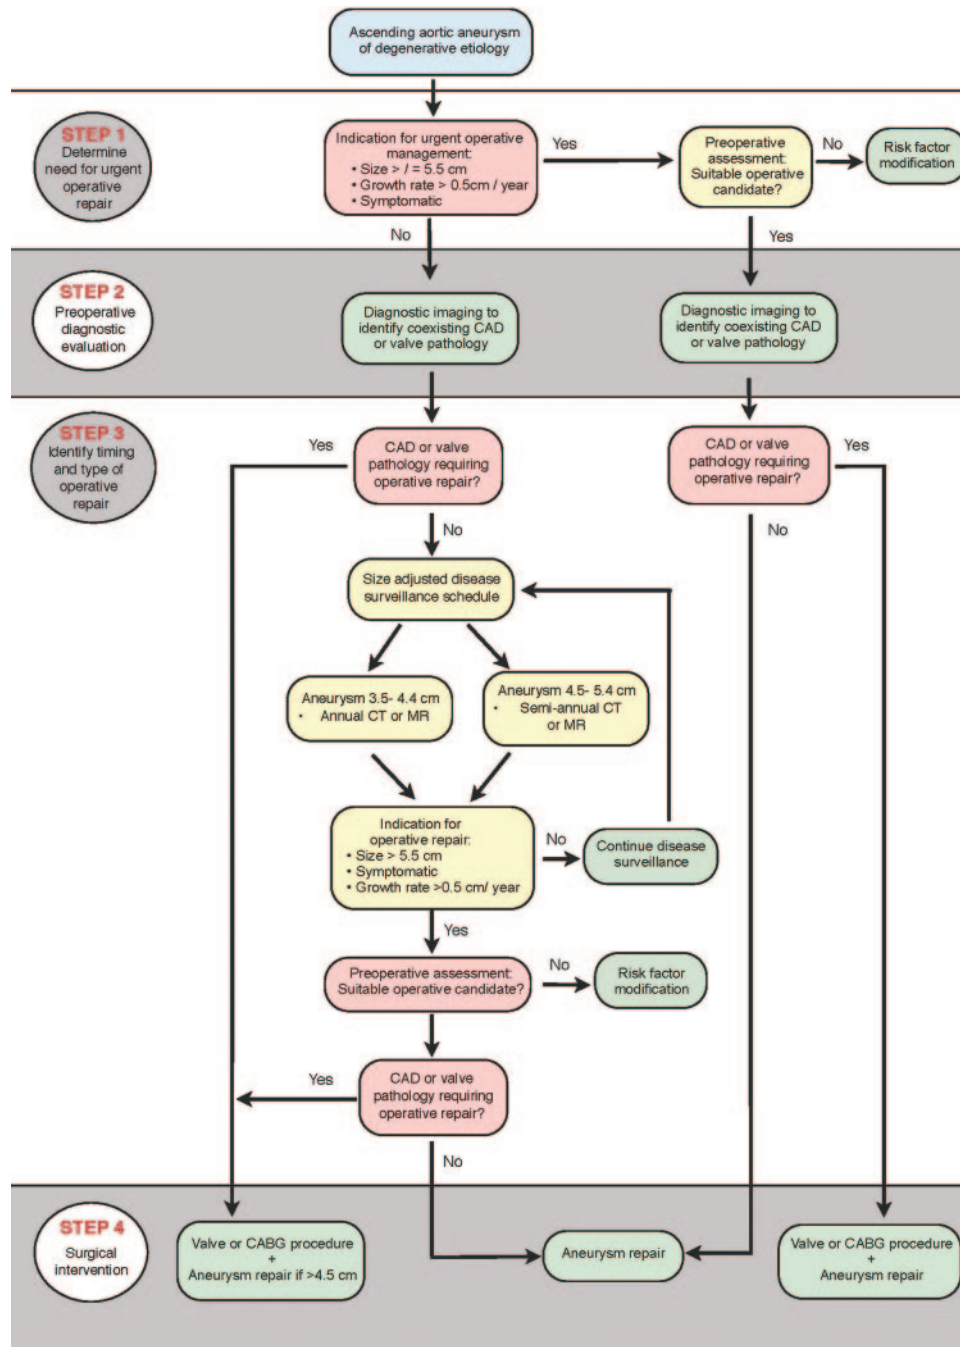 Ascending aortic aneurysm
of degenerative etiology
STEP 1
Determine
need for urgent
operative
repair
Indication for urgent operative
management:
• Size > / = 5.5 cm
• Growth rate > 0.5cm / year
• Symptomatic
Yes
Preoperative
assessment:
Suitable operative
candidate?
No
Risk factor
modification
No
Yes
STEP 2
Preoperative
diagnostic
evaluation
Diagnostic imaging to
identify coexisting CAD
or valve pathology
Diagnostic imaging to
identify coexisting CAD
or valve pathology
STEP 3
Identify timing
and type of
operative
repair
Yes
CAD or valve
pathology requiring
operative repair?
CAD or valve
pathology requiring
operative repair?
Yes
No
No
Size adjusted disease
surveillance schedule
Aneurysm 3.5- 4.4 cm
• Annual CT or MR
Aneurysm 4.5- 5.4 cm
• Semi-annual CT
or MR
Indication for
operative repair:
• Size > 5.5 cm
• Symptomatic
• Growth rate >0.5 cm/ year
No
Continue disease
surveillance
Yes
Preoperative assessment:
Suitable operative candidate?
No
Risk factor
modification
Yes
CAD or valve
pathology requiring
operative repair?
No
STEP 4
Surgical
intervention
Valve or CABG procedure
+
Aneurysm repair if >4.5 cm
Aneurysm repair
Valve or CABG procedure
+
Aneurysm repair